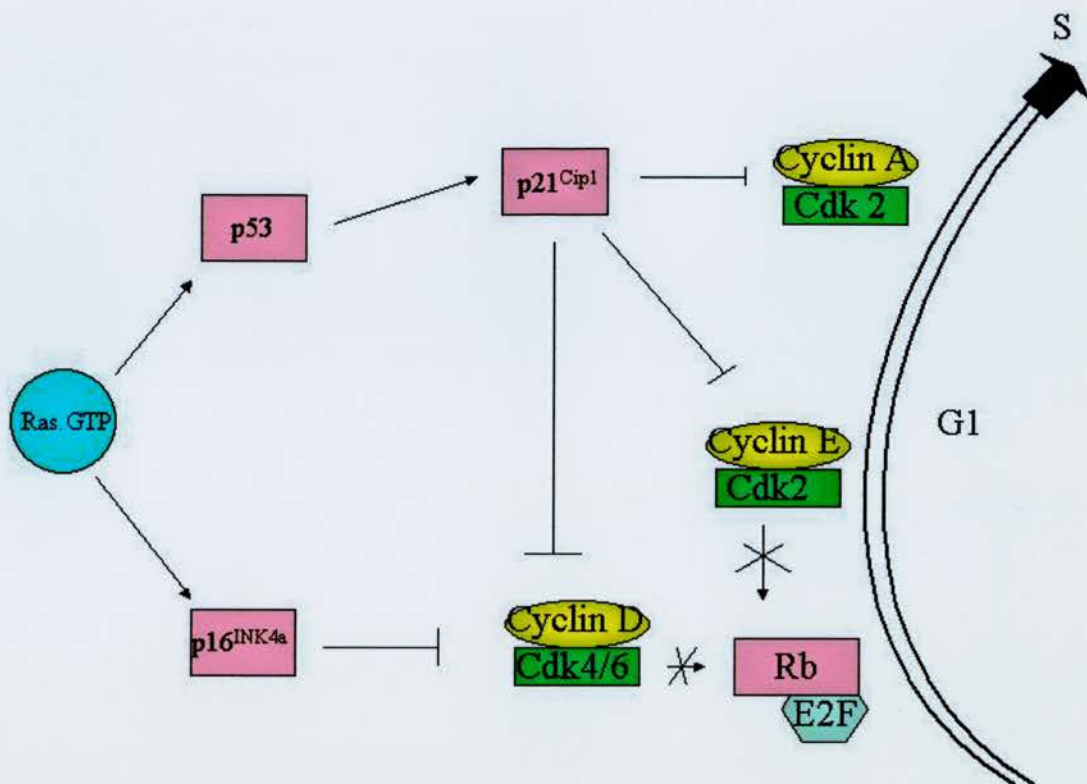 S
Cyclin A
Cdk 2
p21Cip1
p53
Ras. GTP
G1
Cyclin E
Cdk2
p16INK4a
Cyclin D
Cdk4/6
Rb
E2F